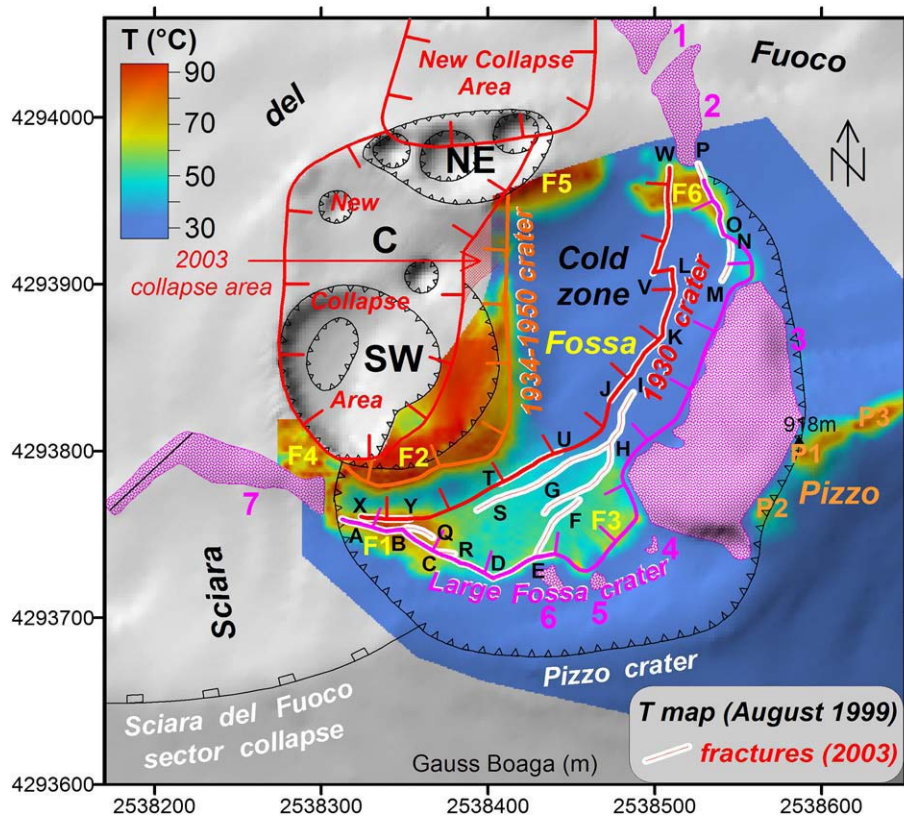 T (°C)
90
70
50
30
New Collapse
Area
1
Fuoco
2
del
4294000
4293900
4293800
4293700
4293600
NE
W
P
N
F5
F6
New
O
N
C
1934-1950 crater
Cold
zone
L
V
M
2003
collapse area
Collapse
Fossa
1930 crater
K
3
SW
J
I
Area
918m
P3
P1
U
H
F4
F2
T
P2
Pizzo
7
X
Y
S
G
F
F3
A
F1
B
Q
C
R
D
E
4
Large Fossa crater
6
5
Sciara
Pizzo crater
Sciara del Fuoco
sector collapse
T map (August 1999)
fractures (2003)
Gauss Boaga (m)
2538200
2538300
2538400
2538500
2538600